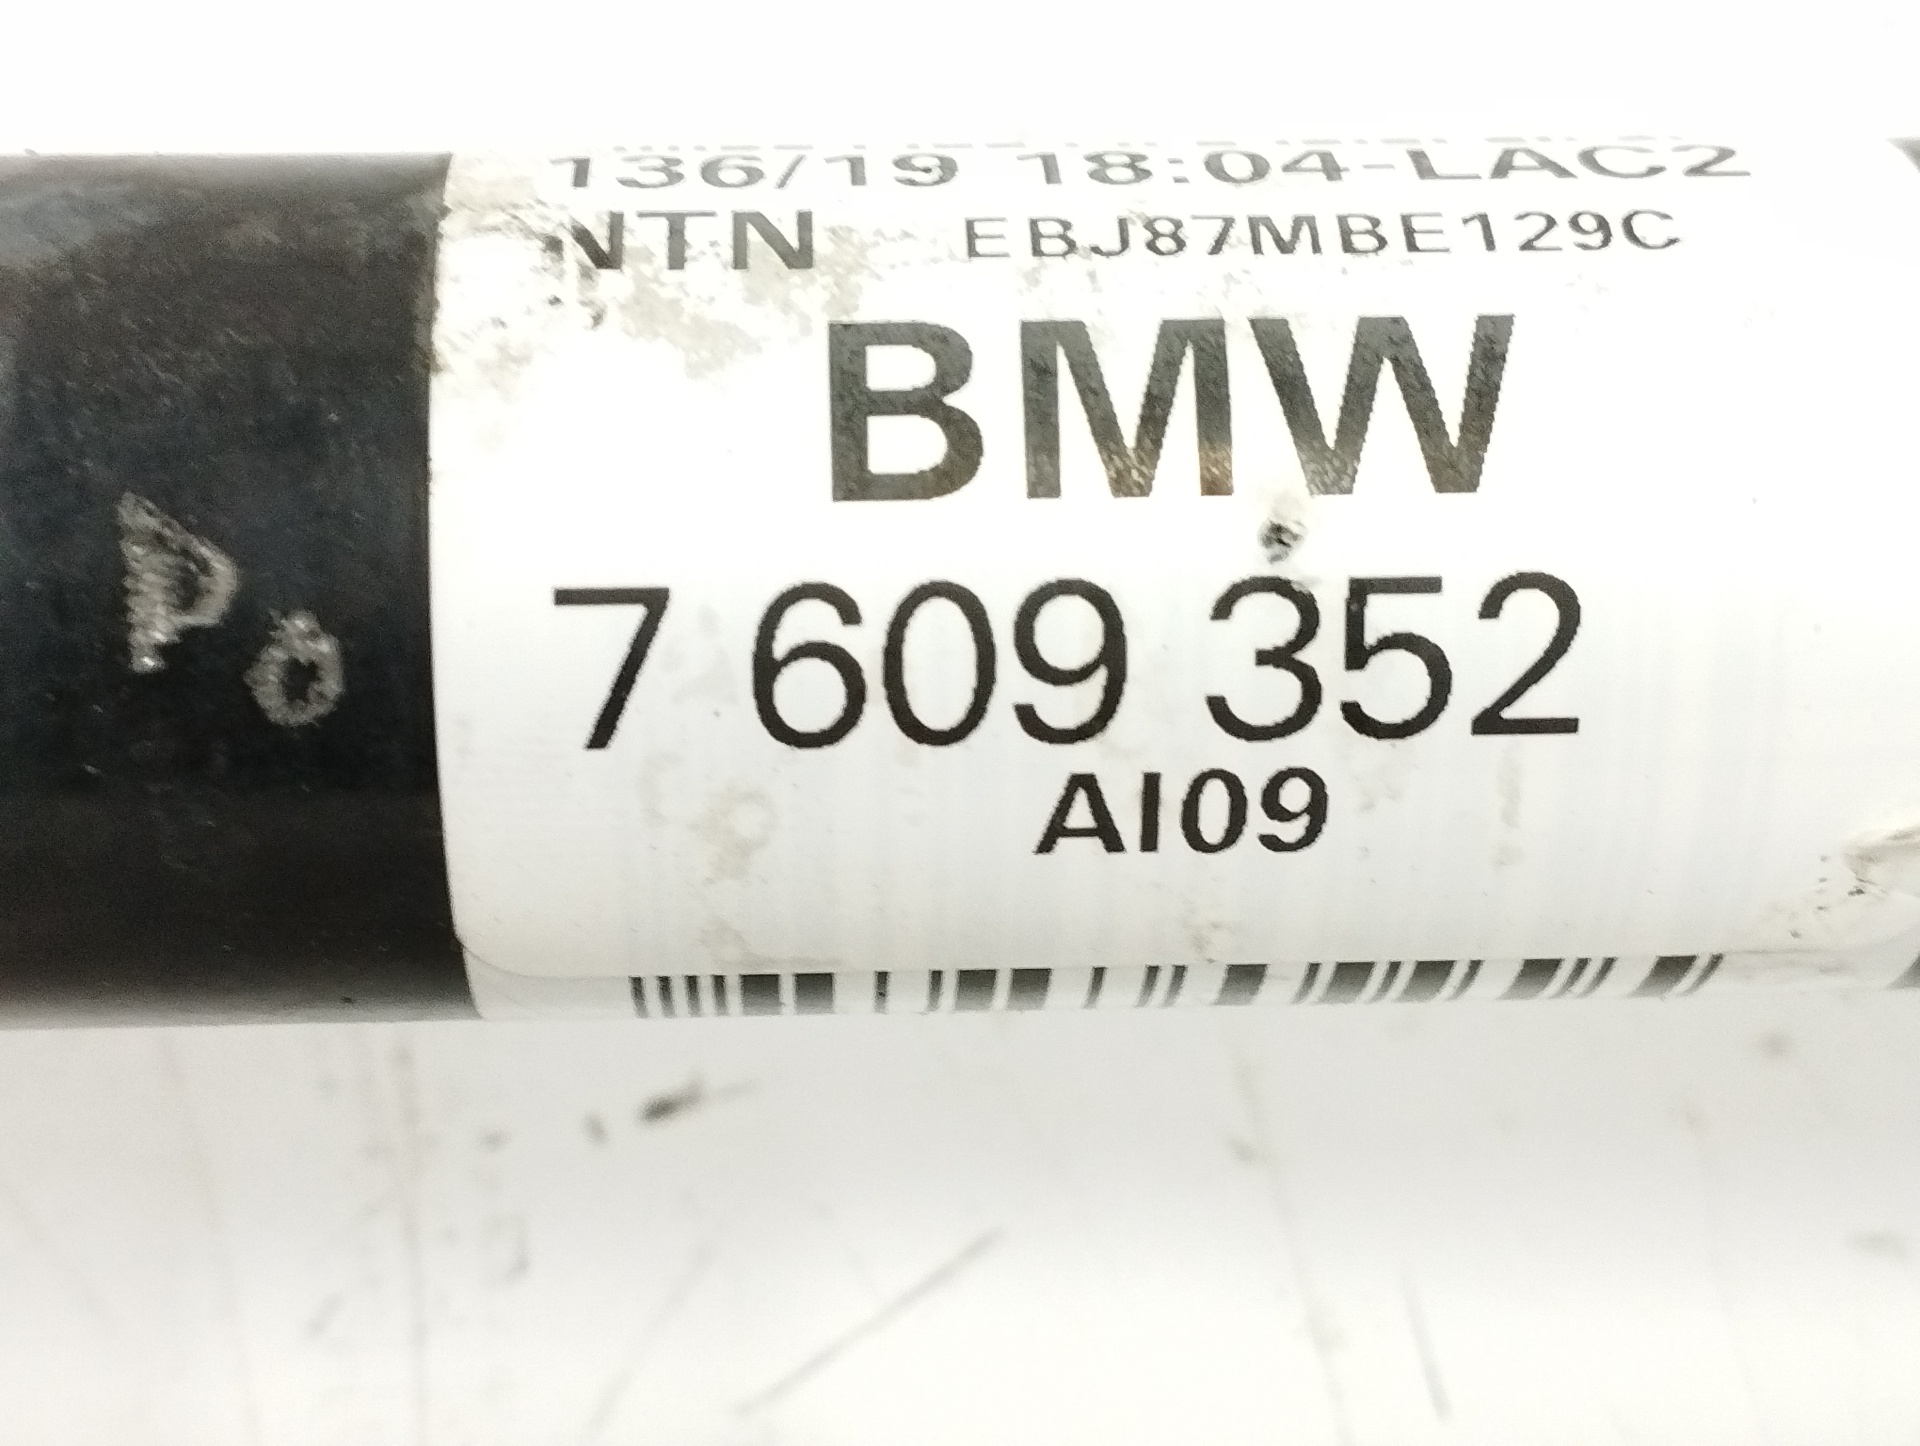 136/19 18:04-LAC2
NTN EBJ87MBE129C
BMW
7 609 352
AI09